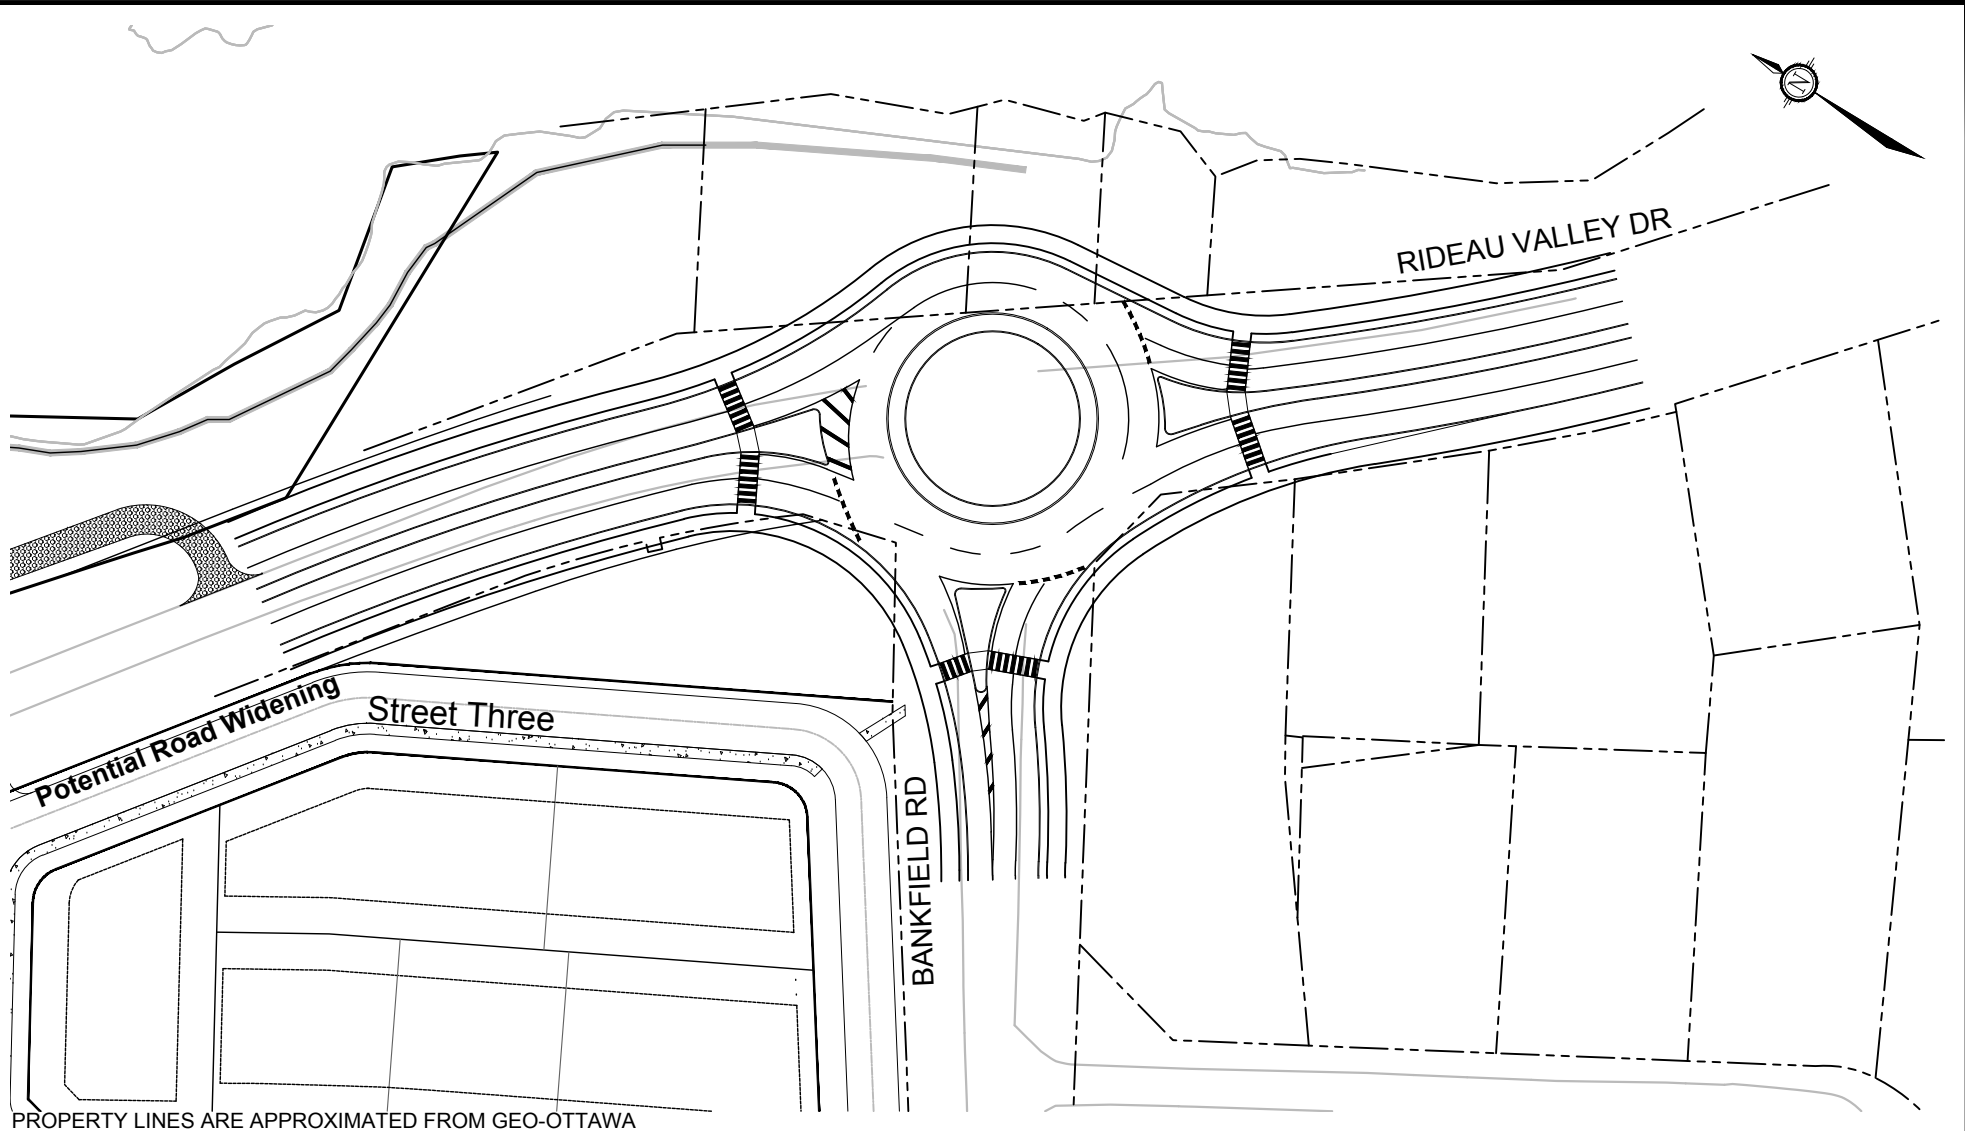 N
RIDEAU VALLEY DR
Potential Road Widening
Street Three
BANKFIELD RD
PROPERTY LINES ARE APPROXIMATED FROM GEO-OTTAWA